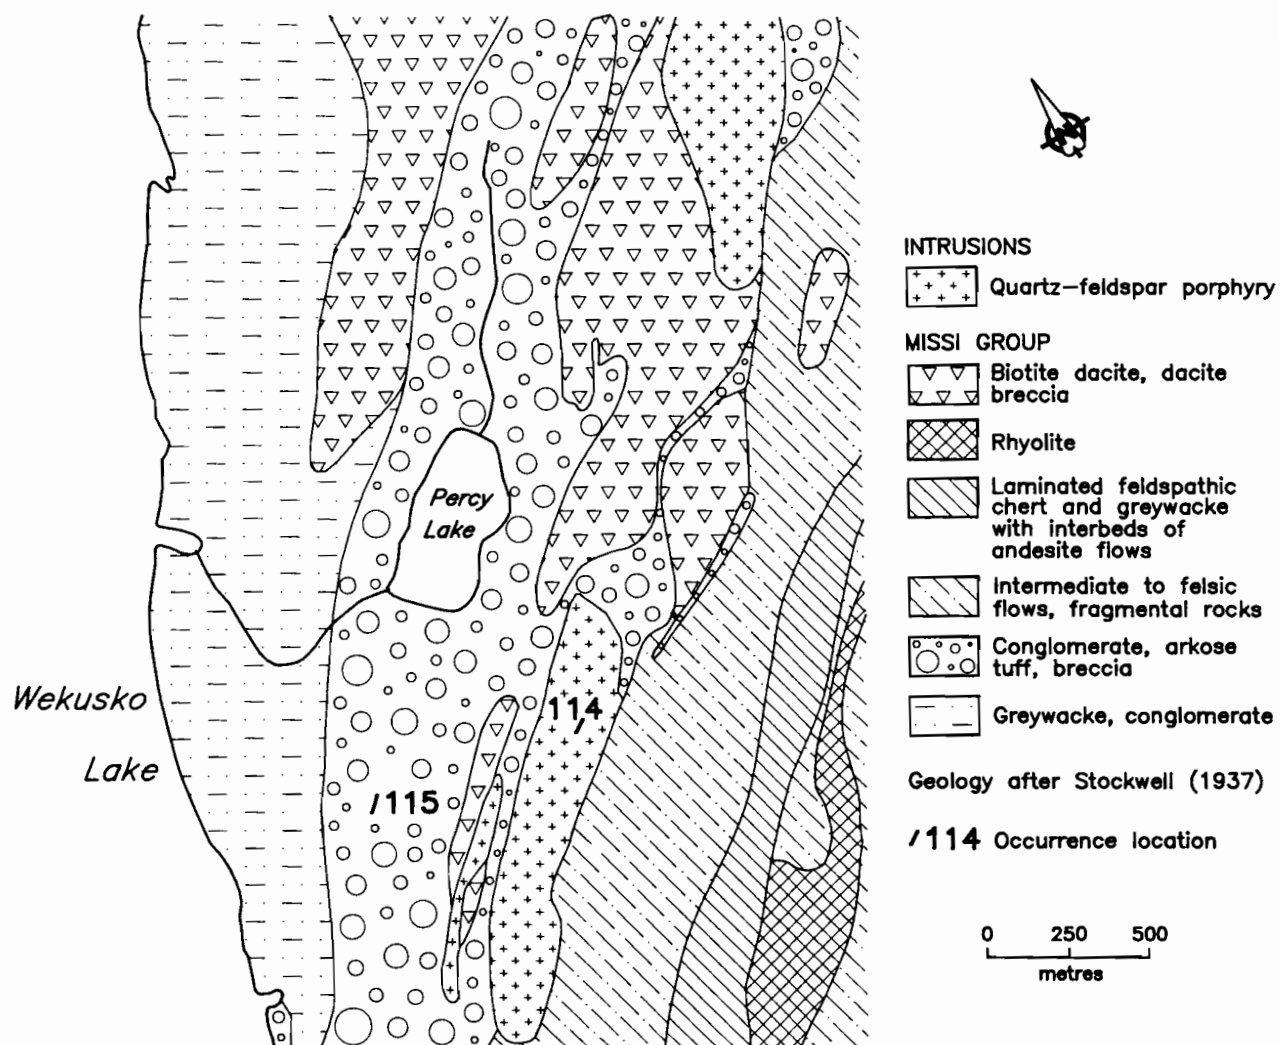 Percy
Lake
Wekusko
Lake
114
115
INTRUSIONS
Quartz-feldspar porphyry
MISSI GROUP
Biotite dacite, dacite
breccia
Rhyolite
Laminated feldspathic
chert and greywacke
with interbeds of
andesite flows
Intermediate to felsic
flows, fragmental rocks
Conglomerate, arkose
tuff, breccia
Greywacke, conglomerate
Geology after Stockwell (1937)
114 Occurrence location
0 250 500
metres